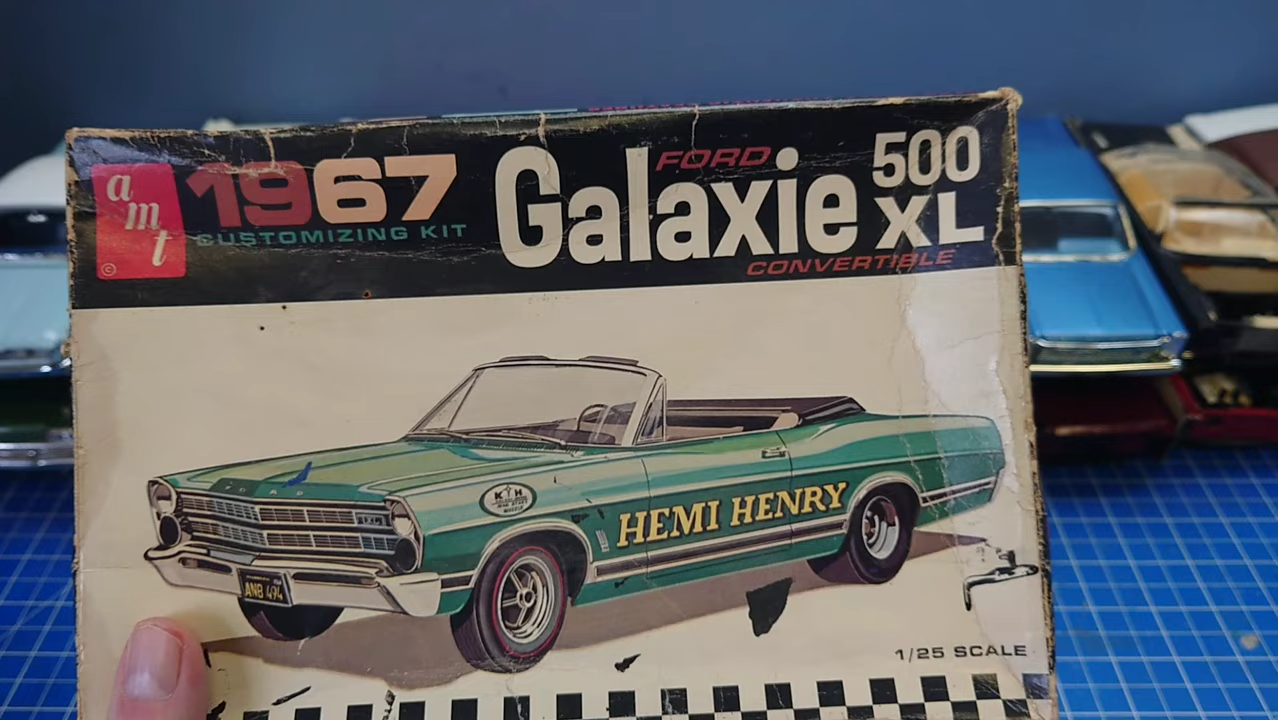 amt
©
1967
CUSTOMIZING KIT
FORD
Galaxie
500
XL
CONVERTIBLE
FORD
K H
HEMI HENRY
ANB 494
1/25 SCALE